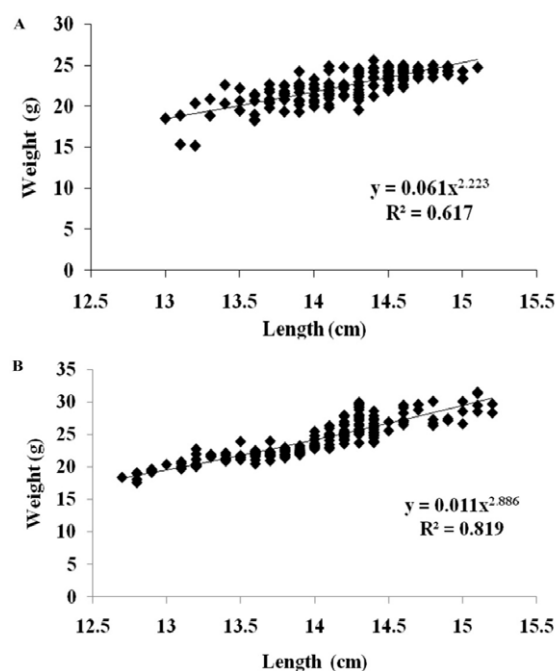 A
30
25
20
15
10
5
0
Weight (g)
y = 0.061x^2.223
R² = 0.617
12.5 13 13.5 14 14.5 15 15.5
Length (cm)
B
35
30
25
20
15
10
5
0
Weight (g)
y = 0.011x^2.886
R² = 0.819
12.5 13 13.5 14 14.5 15 15.5
Length (cm)